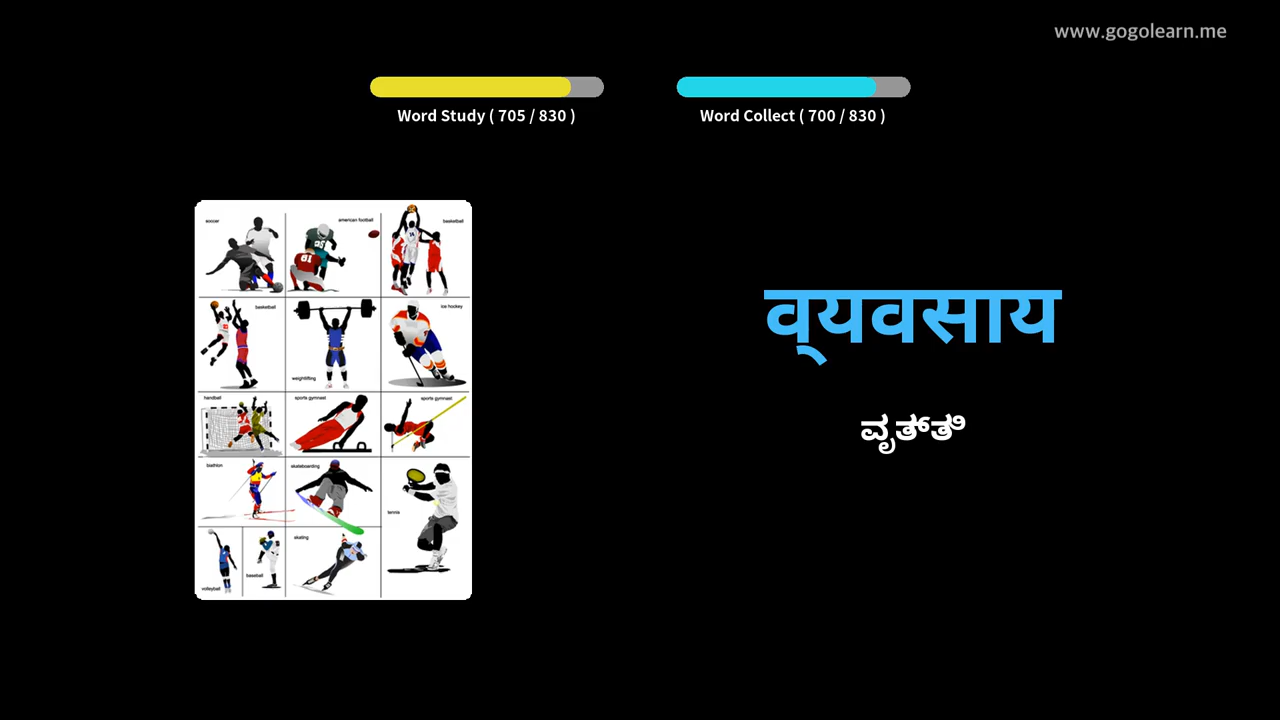 www.gogolearn.me
Word Study ( 705 / 830 )
Word Collect ( 700 / 830 )
soccer
american football
basketball
basketball
weightlifting
ice hockey
handball
sports gymnast
sports gymnast
biathlon
skateboarding
tennis
volleyball
baseball
skating
व्यवसाय
ವೃತ್ತಿ